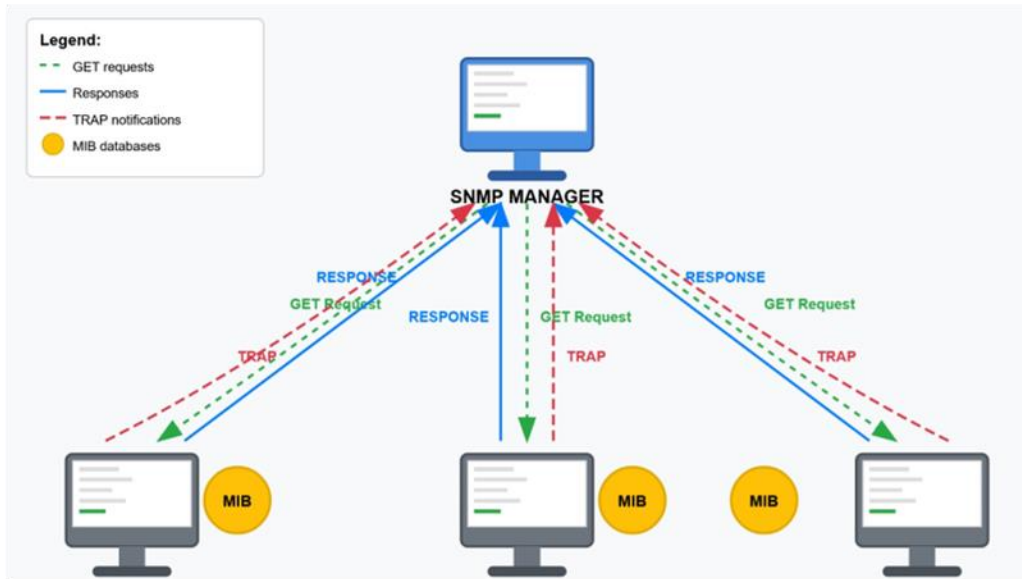 Legend:
GET requests
Responses
TRAP notifications
MIB databases
SNMP MANAGER
RESPONSE
RESPONSE
GET Request
GET Request
RESPONSE
GET Request
TRAP
TRAP
TRAP
MIB
MIB
MIB